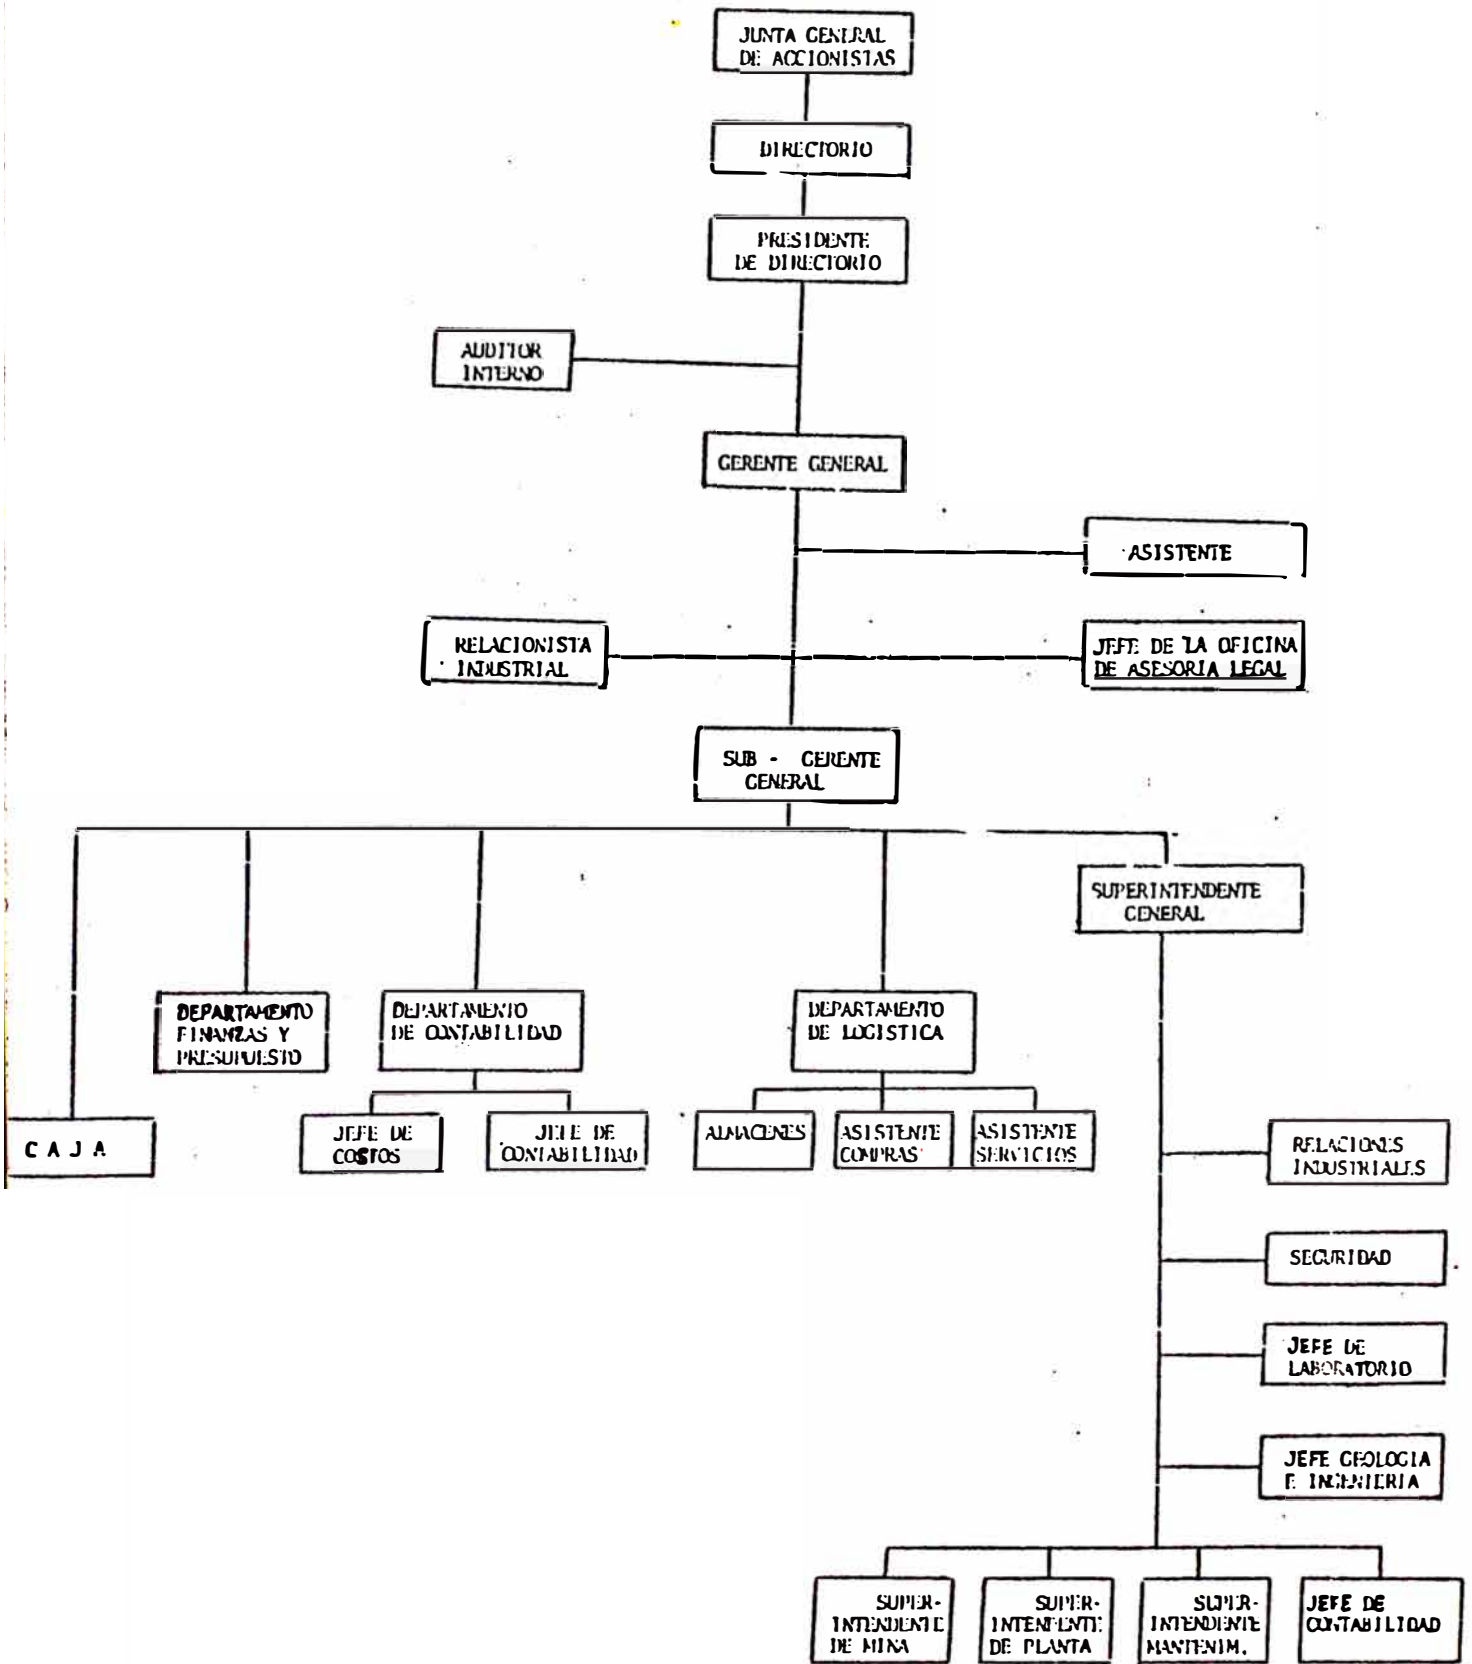 JUNTA GENERAL
DE ACCIONISTAS
DIRECTORIO
PRESIDENTE
DE DIRECTORIO
AUDITOR
INTERNO
GERENTE GENERAL
ASISTENTE
RELACIONISTA
INDUSTRIAL
JEFE DE LA OFICINA
DE ASESORIA LEGAL
SUB - GERENTE
GENERAL
SUPERINTENDENTE
GENERAL
DEPARTAMENTO
FINANZAS Y
PRESUPUESTO
DEPARTAMENTO
DE CONTABILIDAD
DEPARTAMENTO
DE LOGISTICA
C A J A
JEFE DE
COSTOS
JEFE DE
CONTABILIDAD
ALMACENES
ASISTENTE
COMPRAS
ASISTENTE
SERVICIOS
RELACIONES
INDUSTRIALES
SEGURIDAD
JEFE DE
LABORATORIO
JEFE GEOLOGIA
E INGENIERIA
SUPER-
INTENDENTE
DE MINA
SUPER-
INTENDENTE
DE PLANTA
SUPER-
INTENDENTE
MANTENIM.
JEFE DE
CONTABILIDAD